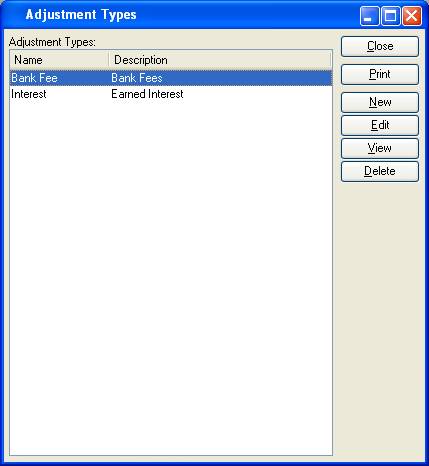 Adjustment Types
Adjustment Types:
Name Description
Bank Fee Bank Fees
Interest Earned Interest
Close
Print
New
Edit
View
Delete